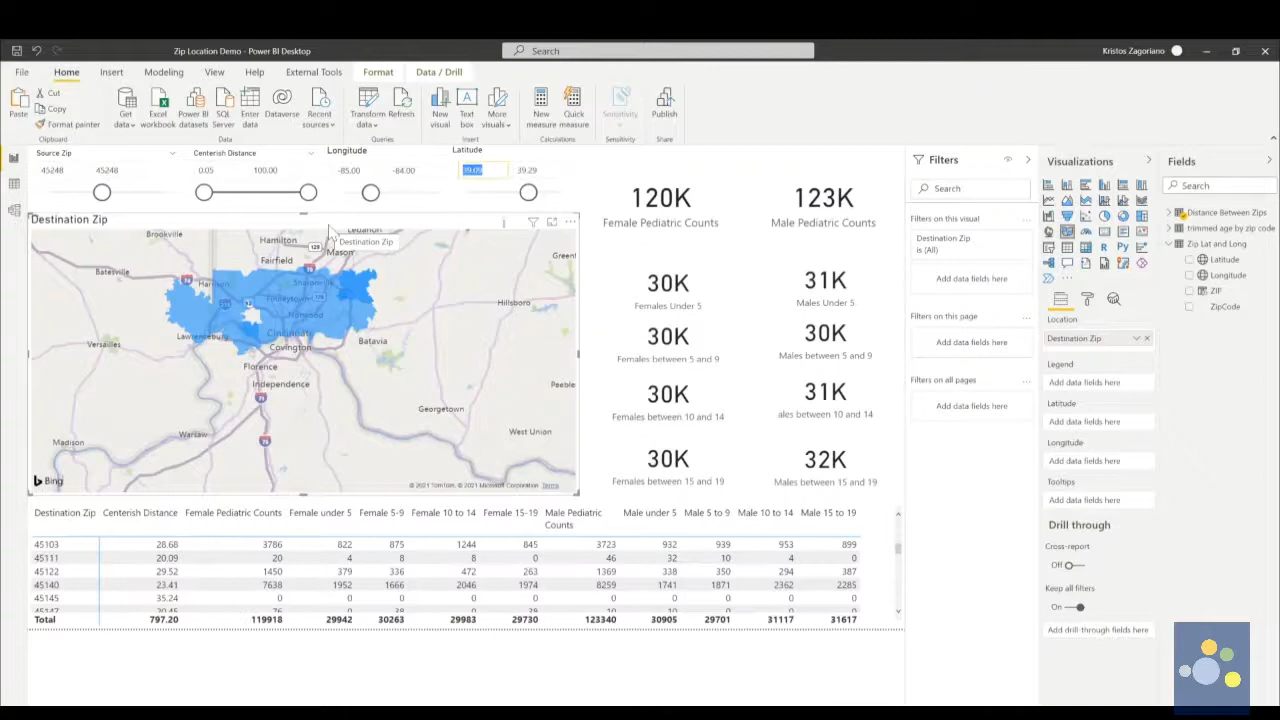 Zip Location Demo - Power BI Desktop
Search
Kristos Zagoriano
File Home Insert Modeling View Help External Tools Format Data / Drill
Paste
Cut
Copy
Format painter
Clipboard
Get data
Excel workbook
Power BI datasets
SQL Server
Enter data
Dataverse
Recent sources
Data
Transform data
Refresh
Queries
New visual
Text box
More visuals
Insert
New measure
Quick measure
Calculations
Sensitivity
Sensitivity
Publish
Share
Source Zip
45248 45248
Centerish Distance
0.05 100.00
Longitude
-85.00 -84.00
Latitude
39.09 39.29
Destination Zip
Destination Zip
Brookville
Hamilton
Lebanon
Mason
Batesville
Fairfield
Harrison
Sharonville
Finneytown
Norwood
Hillsboro
Greenf
Lawrenceburg
Cincinnati
Versailles
Covington
Batavia
Florence
Independence
Peeble
Georgetown
Warsaw
West Union
Madison
Bing
© 2021 TomTom, © 2021 Microsoft Corporation Terms
120K
Female Pediatric Counts
123K
Male Pediatric Counts
30K
Females Under 5
31K
Males Under 5
30K
Females between 5 and 9
30K
Males between 5 and 9
30K
Females between 10 and 14
31K
ales between 10 and 14
30K
Females between 15 and 19
32K
Males between 15 and 19
Destination Zip Centerish Distance Female Pediatric Counts Female under 5 Female 5-9 Female 10 to 14 Female 15-19 Male Pediatric Counts Male under 5 Male 5 to 9 Male 10 to 14 Male 15 to 19
45103 28.68 3786 822 875 1244 845 3723 932 939 953 899
45111 20.09 20 4 8 8 0 46 32 10 4 0
45122 29.52 1450 379 336 472 263 1369 338 350 294 387
45140 23.41 7638 1952 1666 2046 1974 8259 1741 1871 2362 2285
45145 35.24 0 0 0 0 0 0 0 0 0 0
Total 797.20 119918 29942 30263 29983 29730 123340 30905 29701 31117 31617
Filters
Search
Filters on this visual
Destination Zip
is (All)
Add data fields here
Filters on this page
Add data fields here
Filters on all pages
Add data fields here
Visualizations
Location
Destination Zip
Legend
Add data fields here
Latitude
Add data fields here
Longitude
Add data fields here
Tooltips
Add data fields here
Drill through
Cross-report
Off
Keep all filters
On
Add drill-through fields here
Fields
Search
Distance Between Zips
trimmed age by zip code
Zip Lat and Long
Latitude
Longitude
ZIP
ZipCode